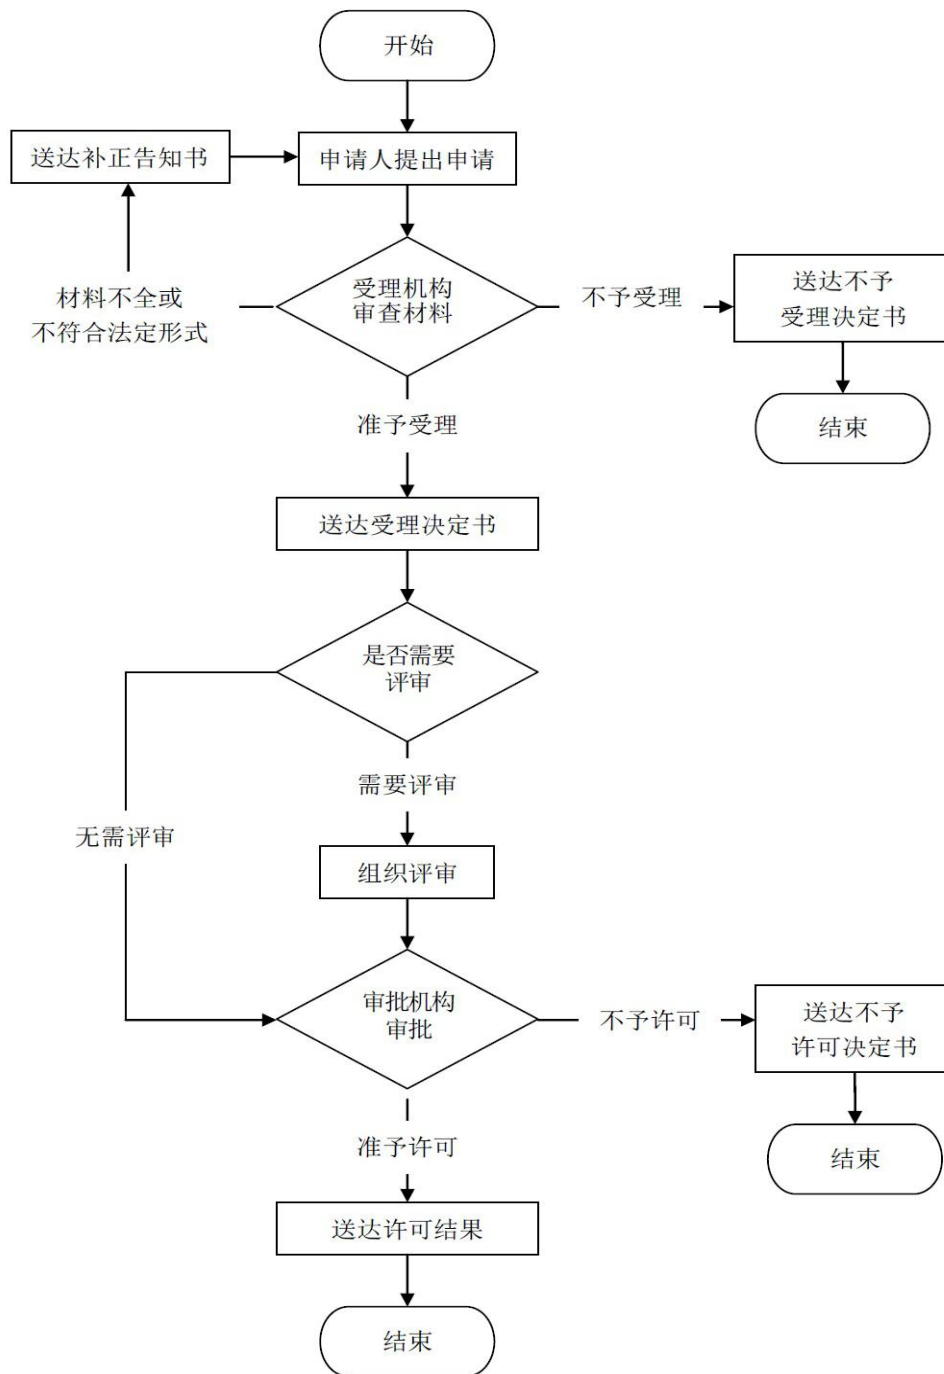 开始
送达补正告知书
申请人提出申请
材料不全或
不符合法定形式
受理机构
审查材料
不予受理
送达不予
受理决定书
结束
准予受理
送达受理决定书
是否需要
评审
需要评审
无需评审
组织评审
审批机构
审批
不予许可
送达不予
许可决定书
结束
准予许可
送达许可结果
结束